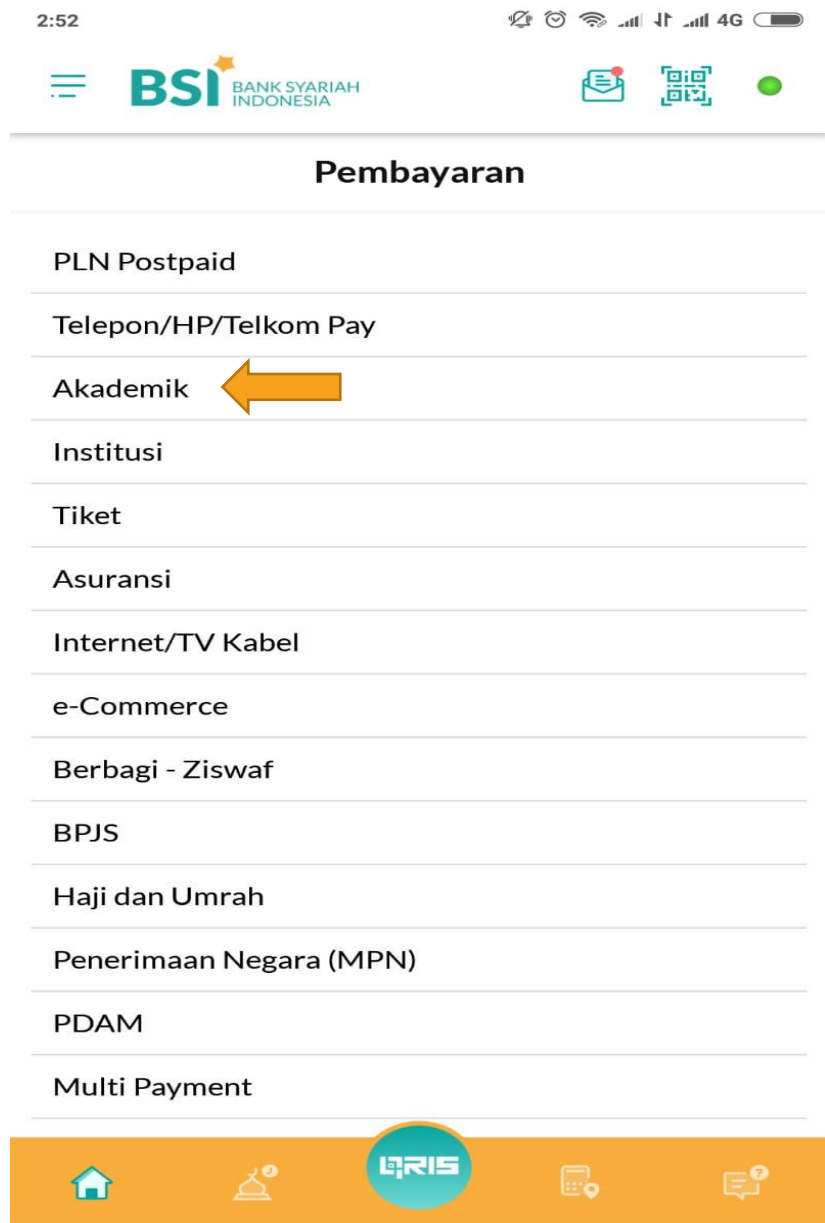 2:52
4G
BSI BANK SYARIAH
INDONESIA
Pembayaran
PLN Postpaid
Telepon/HP/Telkom Pay
Akademik
Institusi
Tiket
Asuransi
Internet/TV Kabel
e-Commerce
Berbagi - Ziswaf
BPJS
Haji dan Umrah
Penerimaan Negara (MPN)
PDAM
Multi Payment
QRIS